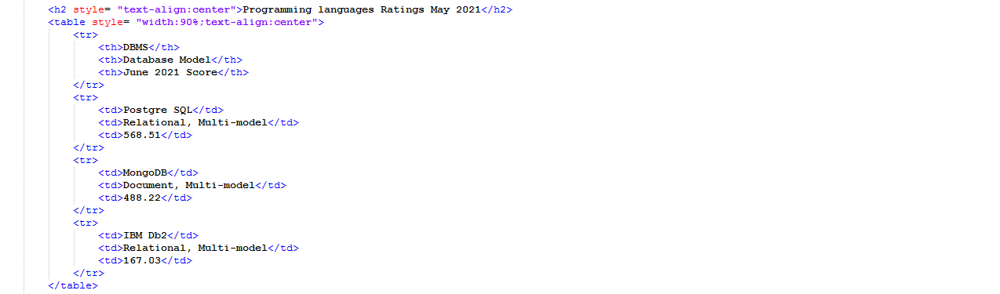 <h2 style= "text-align:center">Programming languages Ratings May 2021</h2>
<table style= "width:90%;text-align:center">
<tr>
<th>DBMS</th>
<th>Database Model</th>
<th>June 2021 Score</th>
</tr>
<tr>
<td>Postgre SQL</td>
<td>Relational, Multi-model</td>
<td>568.51</td>
</tr>
<tr>
<td>MongoDB</td>
<td>Document, Multi-model</td>
<td>488.22</td>
</tr>
<tr>
<td>IBM Db2</td>
<td>Relational, Multi-model</td>
<td>167.03</td>
</tr>
</table>